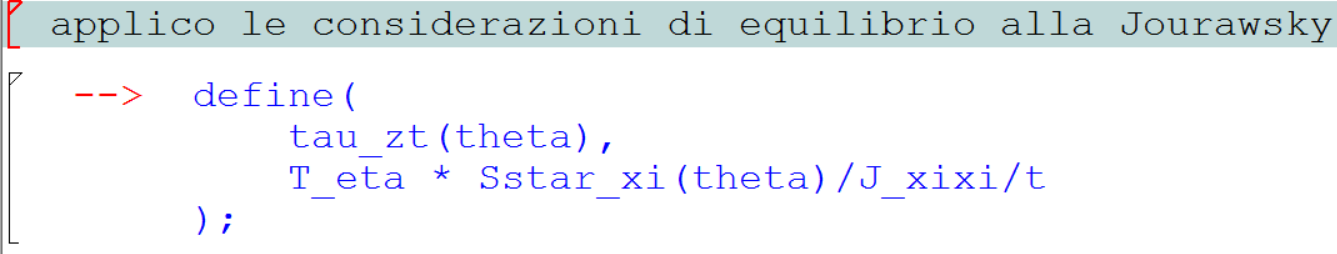 applico le considerazioni di equilibrio alla Jourawsky
--> define(
tau_zt(theta),
T_eta * Sstar_xi(theta)/J_xixi/t
);